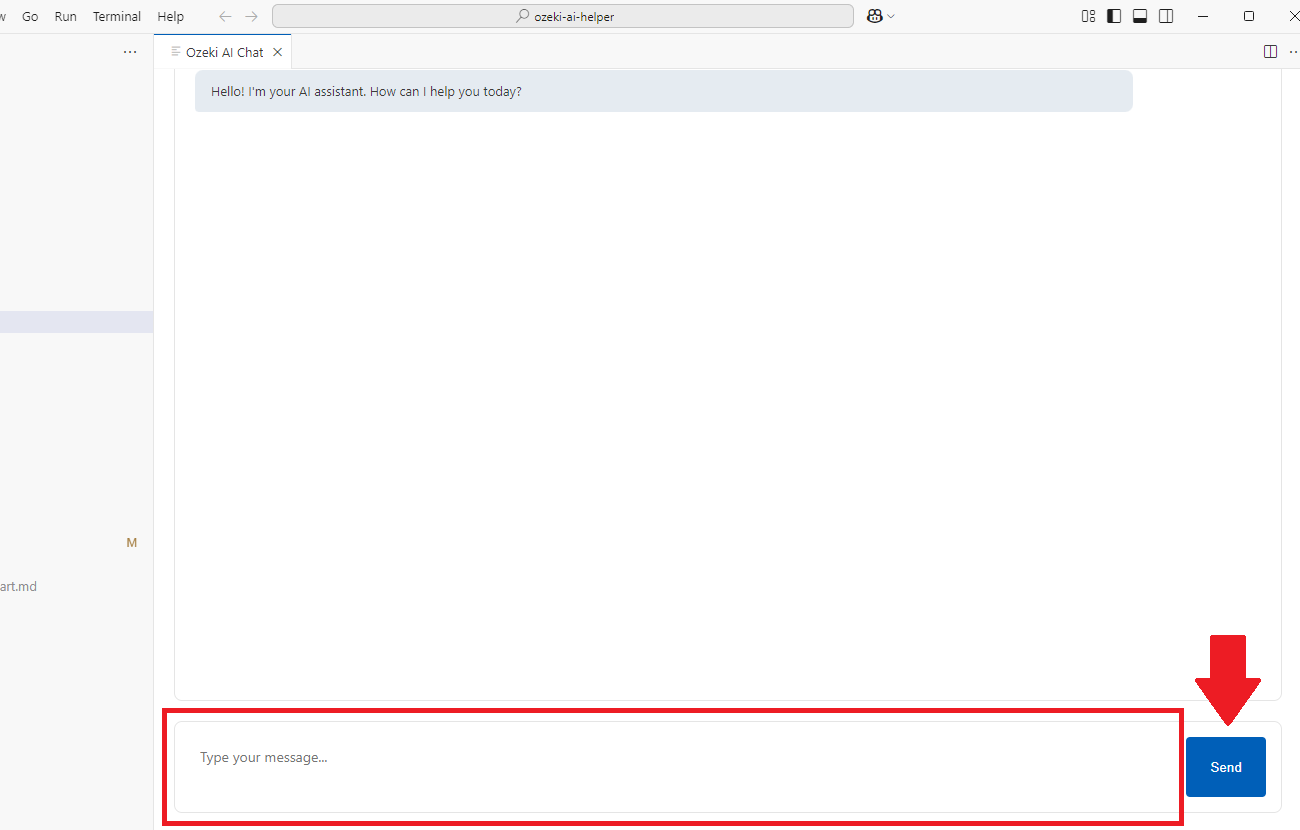 Go Run Terminal Help ozeki-ai-helper
Ozeki AI Chat
Hello! I'm your AI assistant. How can I help you today?
M
art.md
Type your message...
Send